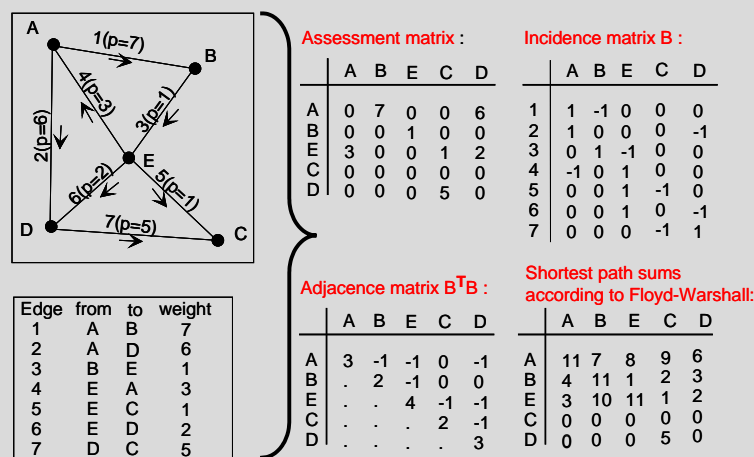 A
1(p=7)
B
4(p=3)
3(p=1)
2(p=6)
E
6(p=2)
5(p=1)
D
7(p=5)
C
Edge from to weight
1 A B 7
2 A D 6
3 B E 1
4 E A 3
5 E C 1
6 E D 2
7 D C 5
Assessment matrix :
A B E C D
A 0 7 0 0 6
B 0 0 1 0 0
E 3 0 0 1 2
C 0 0 0 0 0
D 0 0 0 5 0
Incidence matrix B :
A B E C D
1 1 -1 0 0 0
2 1 0 0 0 -1
3 0 1 -1 0 0
4 -1 0 1 0 0
5 0 0 1 -1 0
6 0 0 1 0 -1
7 0 0 0 -1 1
Adjacence matrix BTB :
A B E C D
A 3 -1 -1 0 -1
B . 2 -1 0 0
E . . 4 -1 -1
C . . . 2 -1
D . . . . 3
Shortest path sums
according to Floyd-Warshall:
A B E C D
A 11 7 8 9 6
B 4 11 1 2 3
E 3 10 11 1 2
C 0 0 0 0 0
D 0 0 0 5 0